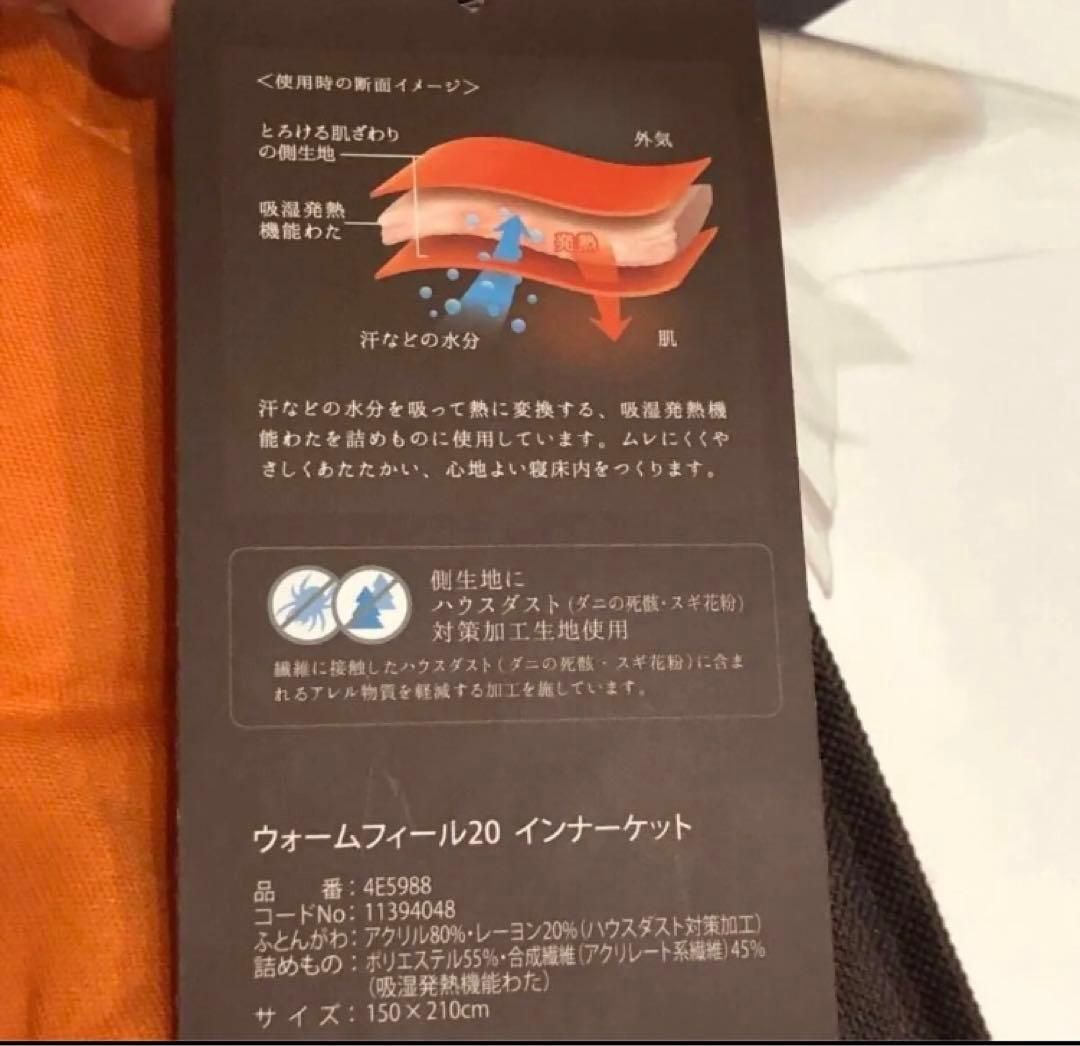 ＜使用時の断面イメージ＞
とろける肌ざわり
の側生地
外気
吸湿発熱
機能わた
発熱
汗などの水分
肌
汗などの水分を吸って熱に変換する、吸湿発熱機
能わたを詰めものに使用しています。ムレにくくや
さしくあたたかい、心地よい寝床内をつくります。
側生地に
ハウスダスト(ダニの死骸・スギ花粉)
対策加工生地使用
繊維に接触したハウスダスト(ダニの死骸・スギ花粉)に含ま
れるアレル物質を軽減する加工を施しています。
ウォームフィール20 インナーケット
品　番：4E5988
コードNo：11394048
ふとんがわ：アクリル80%・レーヨン20%(ハウスダスト対策加工)
詰めもの：ポリエステル55%・合成繊維(アクリレート系繊維)45%
(吸湿発熱機能わた)
サイズ：150×210cm